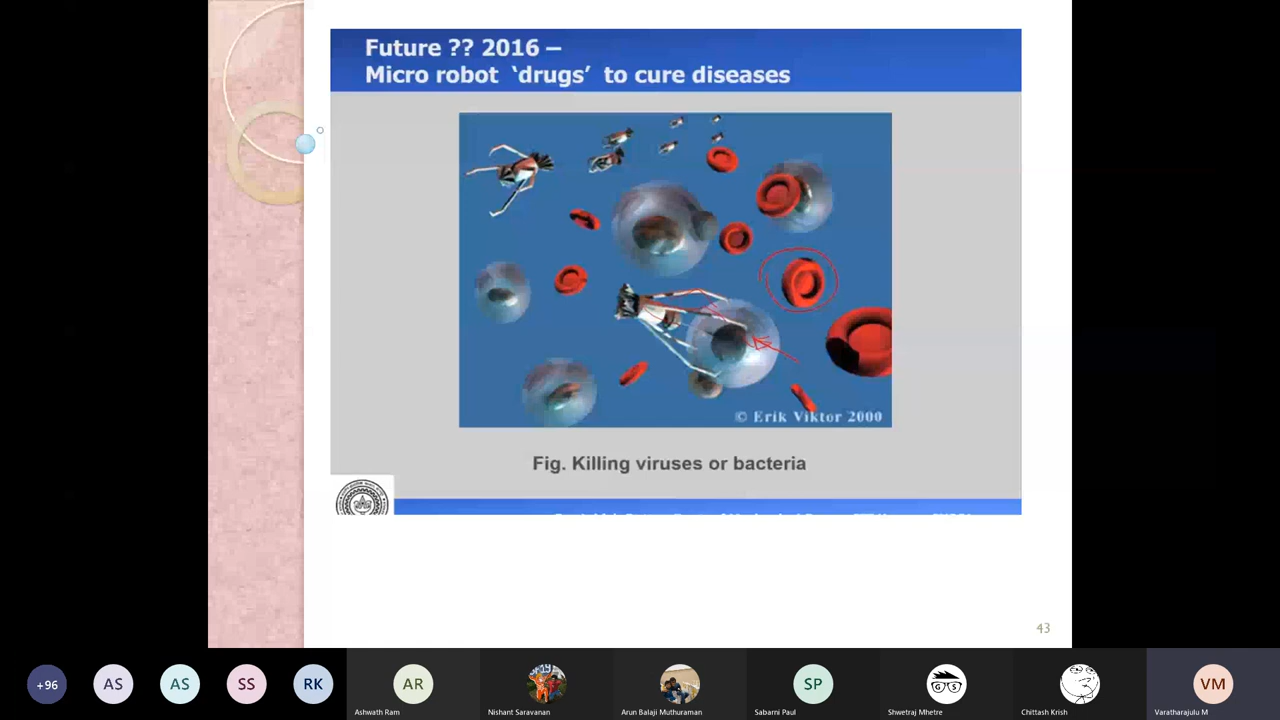 Future ?? 2016 –
Micro robot ‘drugs’ to cure diseases
© Erik Viktor 2000
Fig. Killing viruses or bacteria
43
+96
AS
AS
SS
RK
AR
SP
VM
Ashwath Ram
Nishant Saravanan
Arun Balaji Muthuraman
Sabarni Paul
Shwetraj Mhetre
Chittash Krish
Varatharajulu M